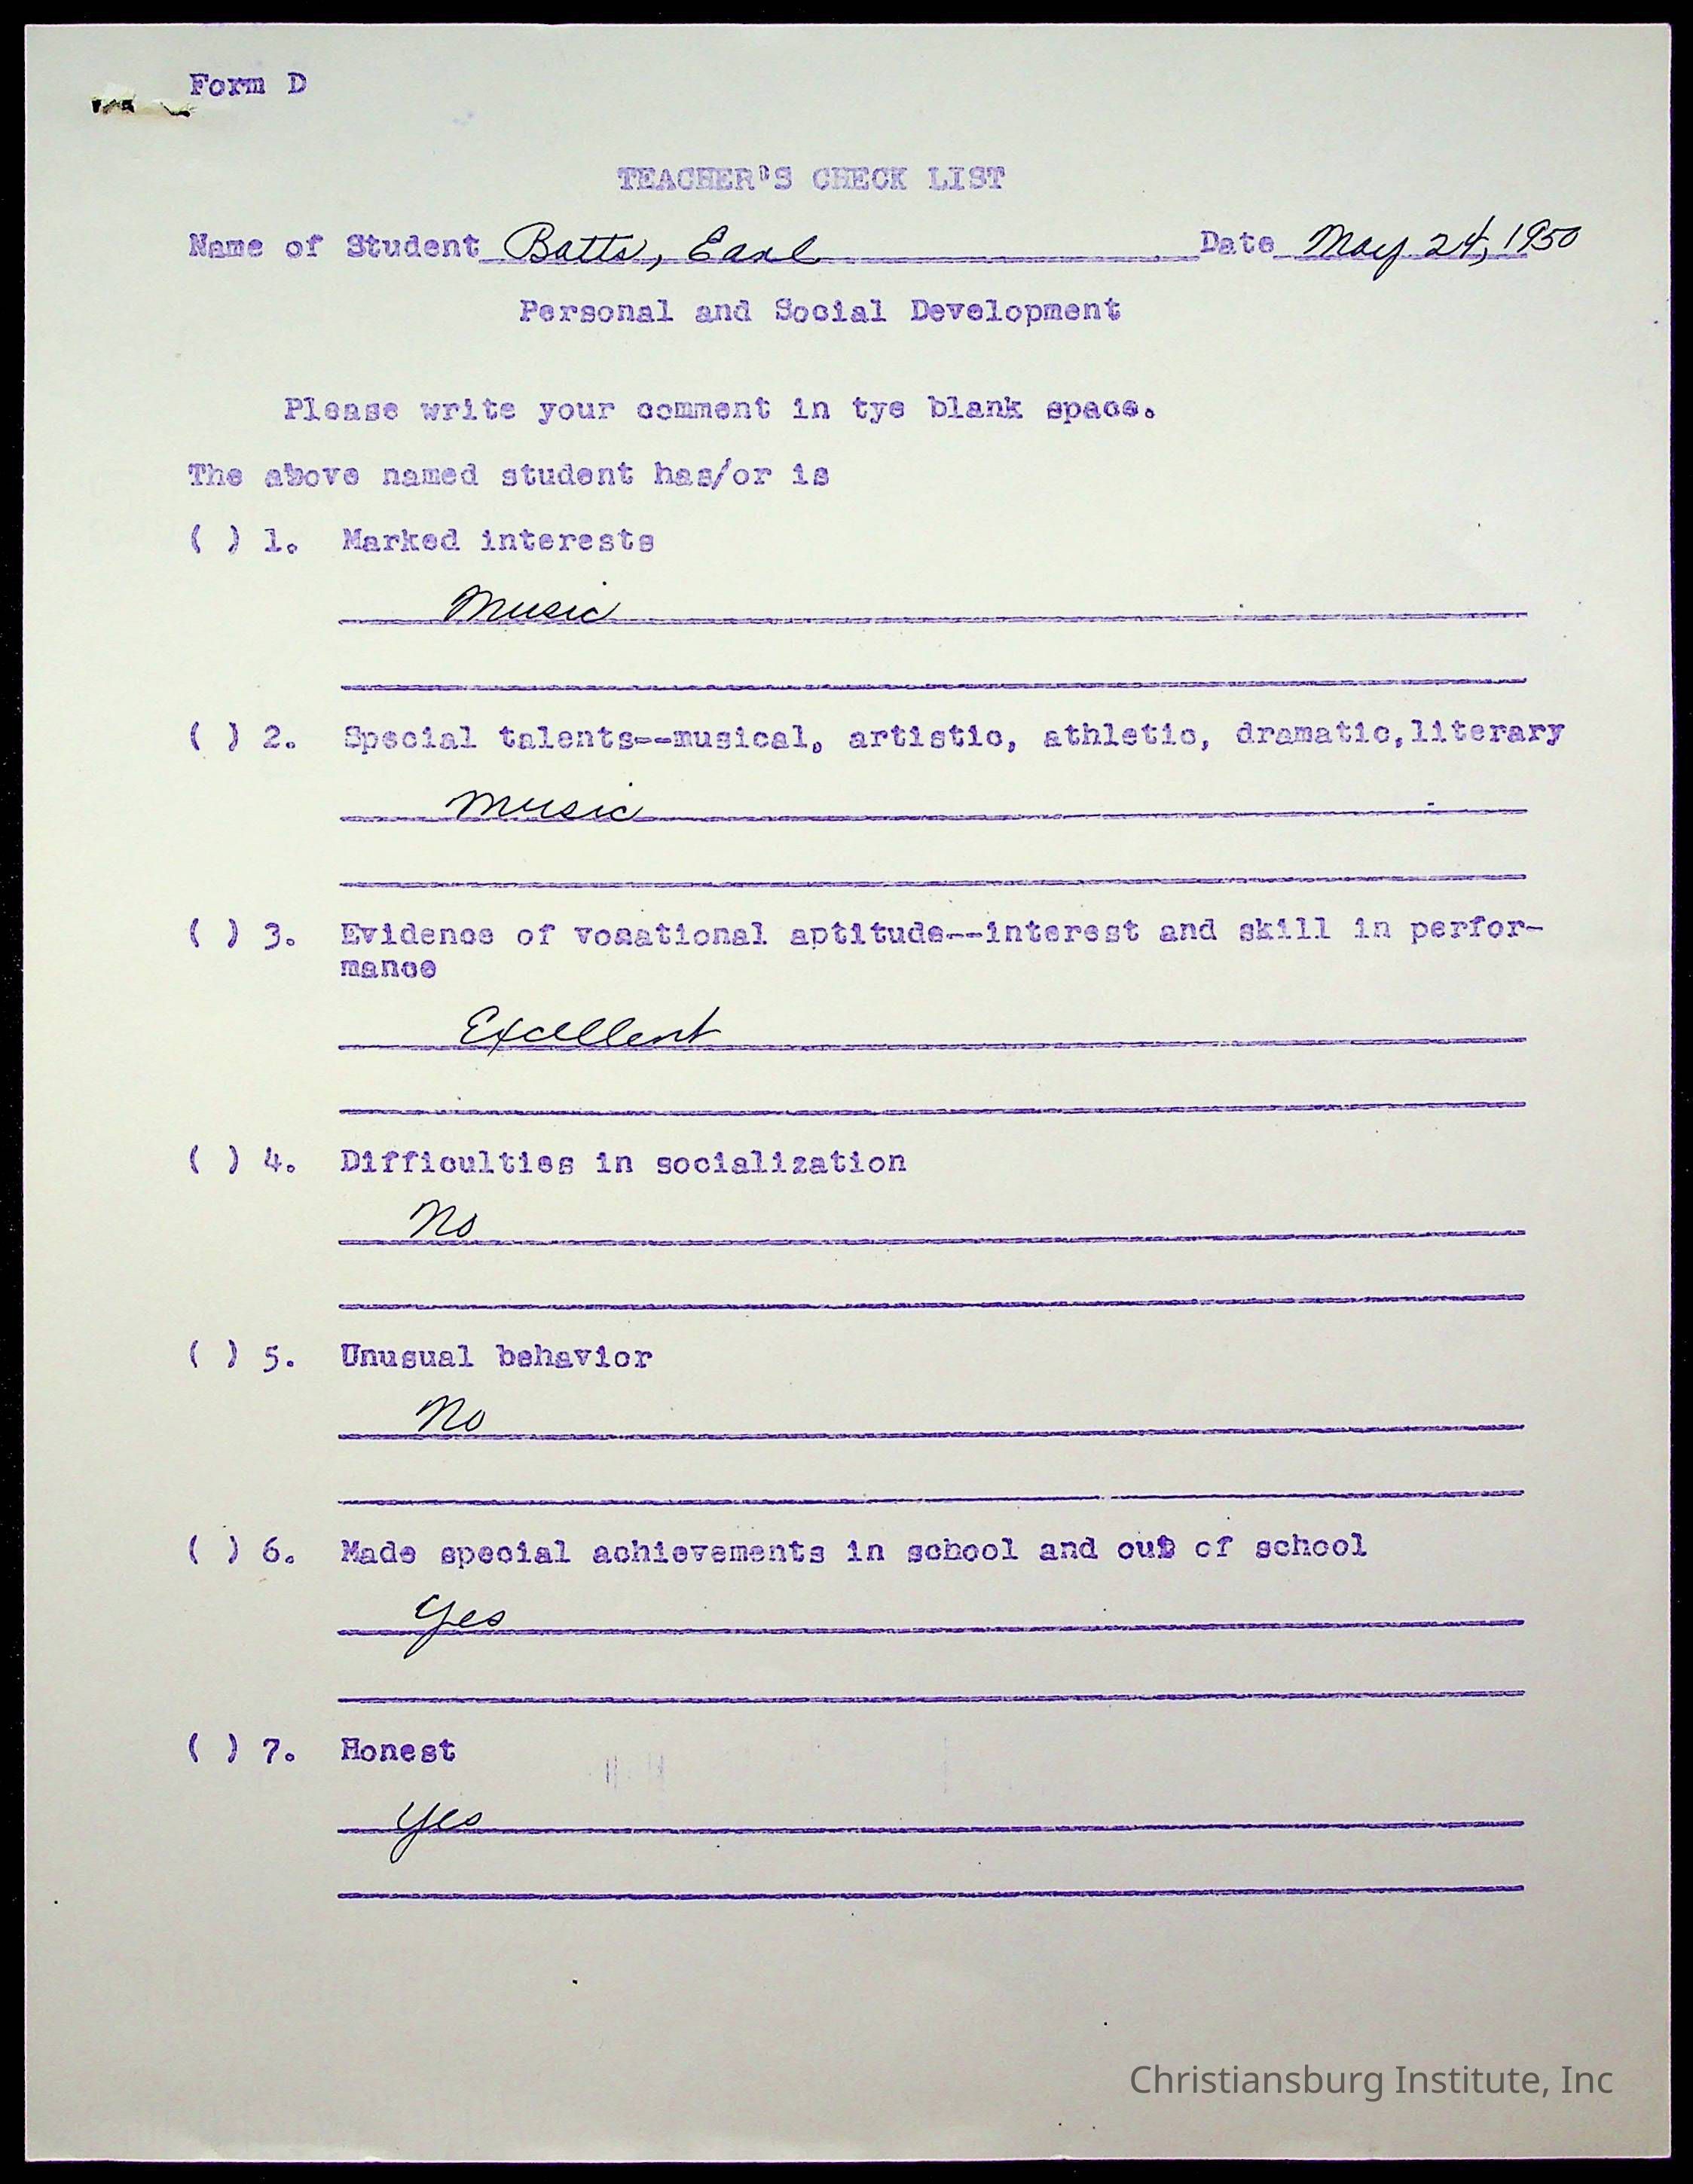 Form D
TEACHER'S CHECK LIST
Name of Student Batts, Earl Date May 24, 1950
Personal and Social Development
Please write your comment in tye blank space.
The above named student has/or is
( ) 1. Marked interests
Music
( ) 2. Special talents--musical, artistic, athletic, dramatic,literary
Music
( ) 3. Evidence of vocational aptitude--interest and skill in perfor-
mance
Excellent
( ) 4. Difficulties in socialization
No
( ) 5. Unusual behavior
No
( ) 6. Made special achievements in school and out of school
Yes
( ) 7. Honest
Yes
Christiansburg Institute, Inc